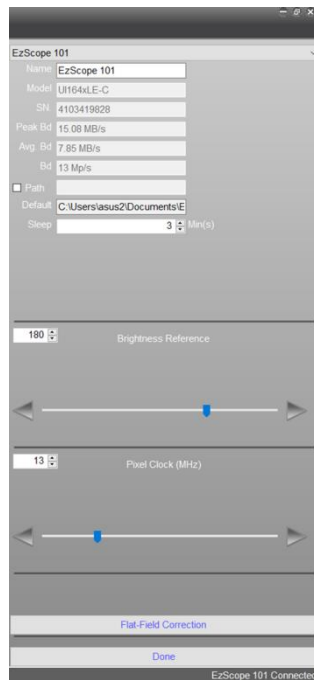 EzScope 101
Name EzScope 101
Model UI164xLE-C
SN. 4103419828
Peak Bd 15.08 MB/s
Avg. Bd 7.85 MB/s
Bd 13 Mp/s
Path
Default C:\Users\asus2\Documents\E
Sleep 3 Min(s)
180 Brightness Reference
13 Pixel Clock (MHz)
Flat-Field Correction
Done
EzScope 101 Connected